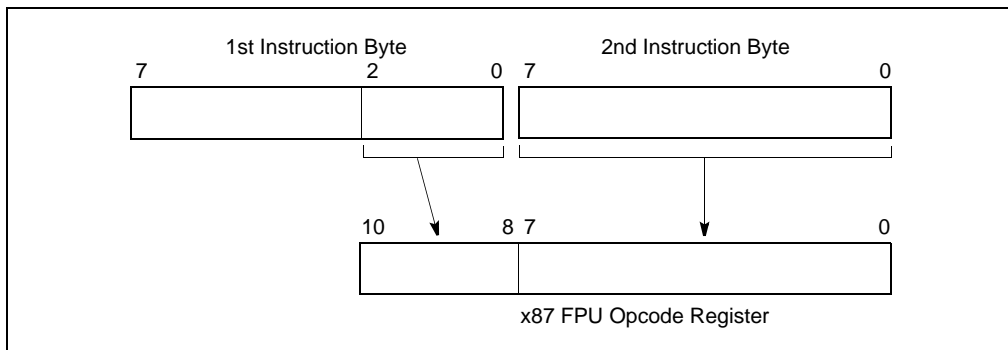 1st Instruction Byte 2nd Instruction Byte
7 2 0 7 0
10 8 7 0
x87 FPU Opcode Register